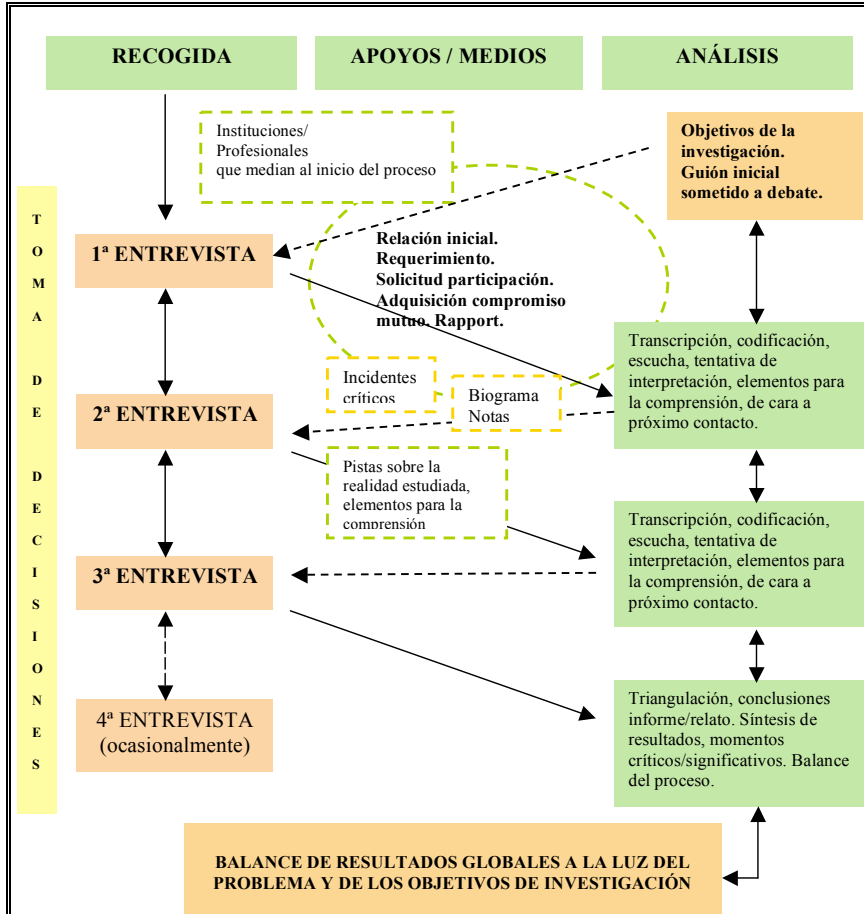 RECOGIDA
APOYOS / MEDIOS
ANÁLISIS
TOMA DE DECISIONES
Instituciones/
Profesionales
que median al inicio del proceso
Objetivos de la
investigación.
Guión inicial
sometido a debate.
1ª ENTREVISTA
Relación inicial.
Requerimiento.
Solicitud participación.
Adquisición compromiso
mutuo. Rapport.
Transcripción, codificación,
escucha, tentativa de
interpretación, elementos para
la comprensión, de cara a
próximo contacto.
Incidentes
críticos
Biograma
Notas
2ª ENTREVISTA
Pistas sobre la
realidad estudiada,
elementos para la
comprensión
Transcripción, codificación,
escucha, tentativa de
interpretación, elementos para
la comprensión, de cara a
próximo contacto.
3ª ENTREVISTA
4ª ENTREVISTA
(ocasionalmente)
Triangulación, conclusiones
informe/relato. Síntesis de
resultados, momentos
críticos/significativos. Balance
del proceso.
BALANCE DE RESULTADOS GLOBALES A LA LUZ DEL
PROBLEMA Y DE LOS OBJETIVOS DE INVESTIGACIÓN